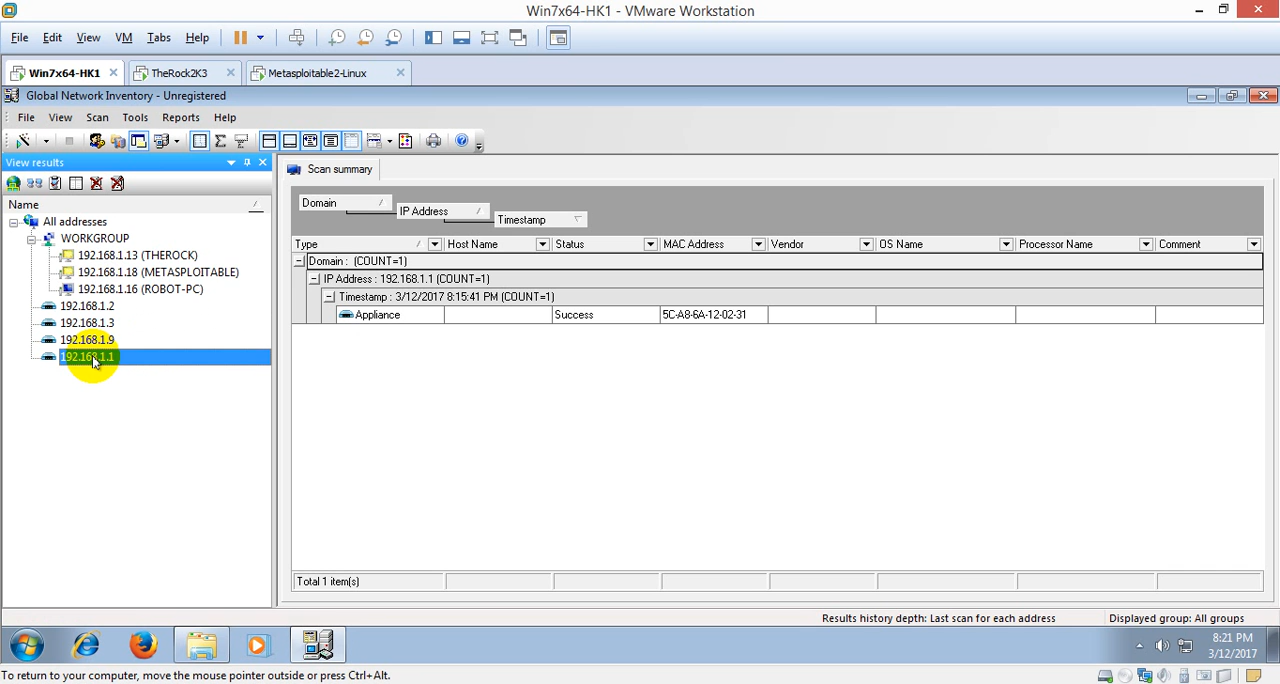 Win7x64-HK1 - VMware Workstation
File Edit View VM Tabs Help
Win7x64-HK1 TheRock2K3 Metasploitable2-Linux
Global Network Inventory - Unregistered
File View Scan Tools Reports Help
View results
Scan summary
Name
All addresses
WORKGROUP
192.168.1.13 (THEROCK)
192.168.1.18 (METASPLOITABLE)
192.168.1.16 (ROBOT-PC)
192.168.1.2
192.168.1.3
192.168.1.9
192.168.1.1
Domain
IP Address
Timestamp
Type Host Name Status MAC Address Vendor OS Name Processor Name Comment
Domain : (COUNT=1)
IP Address : 192.168.1.1 (COUNT=1)
Timestamp : 3/12/2017 8:15:41 PM (COUNT=1)
Appliance Success 5C-A8-6A-12-02-31
Total 1 item(s)
Results history depth: Last scan for each address Displayed group: All groups
8:21 PM
3/12/2017
To return to your computer, move the mouse pointer outside or press Ctrl+Alt.